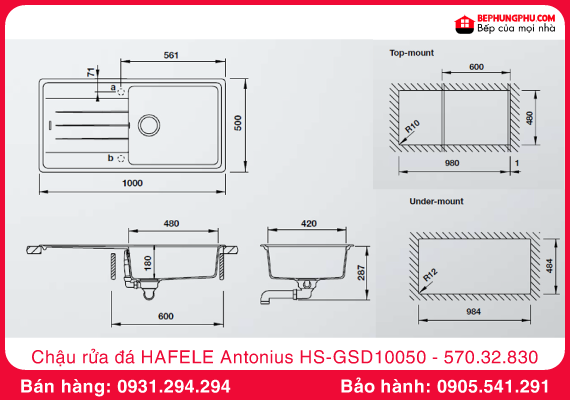 BEPHUNGPHU.COM
Bếp của mọi nhà
561
71
a
b
500
1000
Top-mount
600
R10
480
980
1
480
180
600
420
287
Under-mount
R12
484
984
Chậu rửa đá HAFELE Antonius HS-GSD10050 - 570.32.830
Bán hàng: 0931.294.294
Bảo hành: 0905.541.291